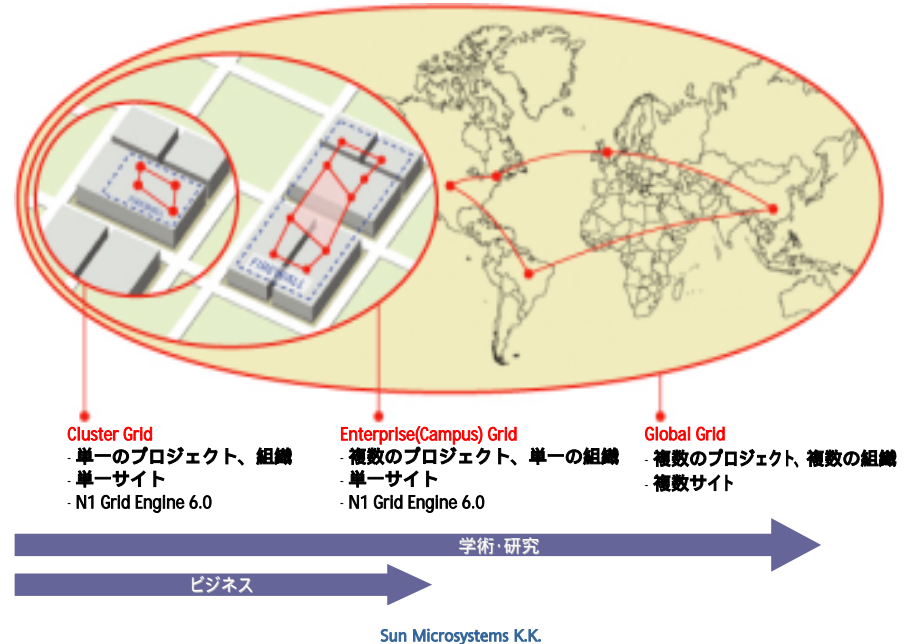 FIREWALL
FIREWALL
Cluster Grid
- 単一のプロジェクト、組織
- 単一サイト
- N1 Grid Engine 6.0
Enterprise(Campus) Grid
- 複数のプロジェクト、単一の組織
- 単一サイト
- N1 Grid Engine 6.0
Global Grid
- 複数のプロジェクト、複数の組織
- 複数サイト
学術･研究
ビジネス
Sun Microsystems K.K.